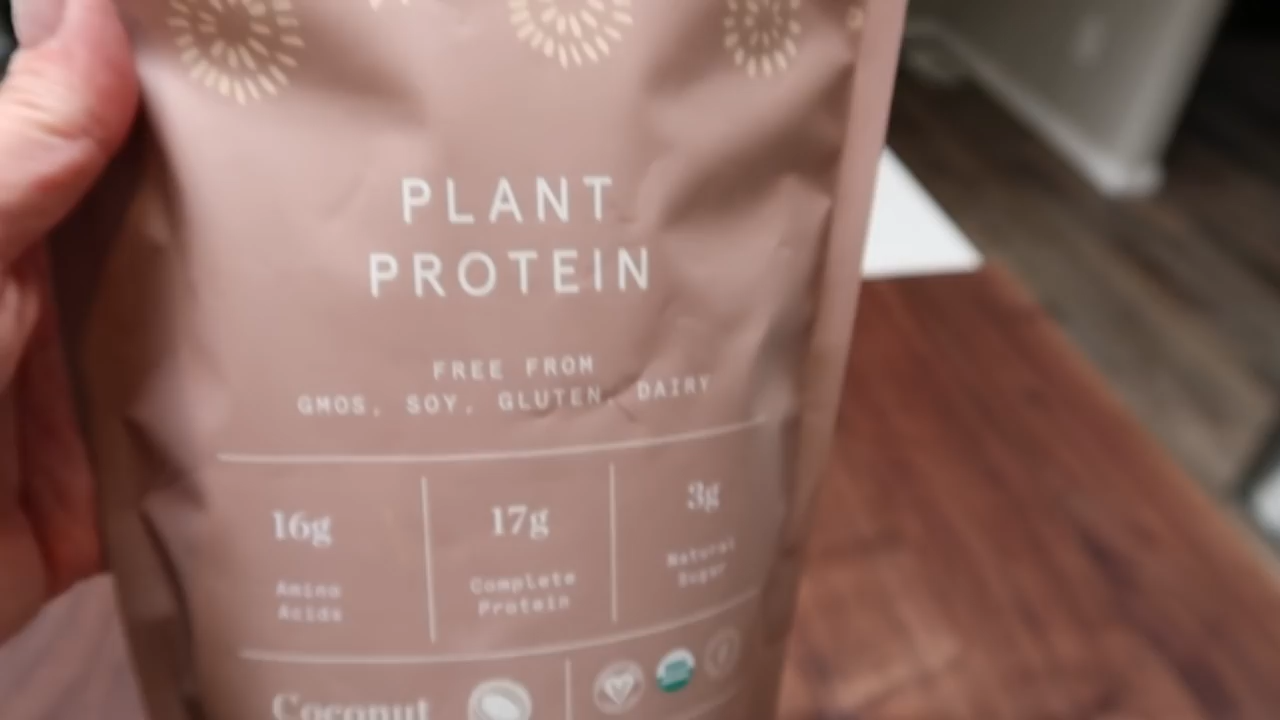 PLANT
PROTEIN
FREE FROM
GMOS, SOY, GLUTEN, DAIRY
16g
Amino
Acids
17g
Complete
Protein
3g
Natural
Sugar
Coconut